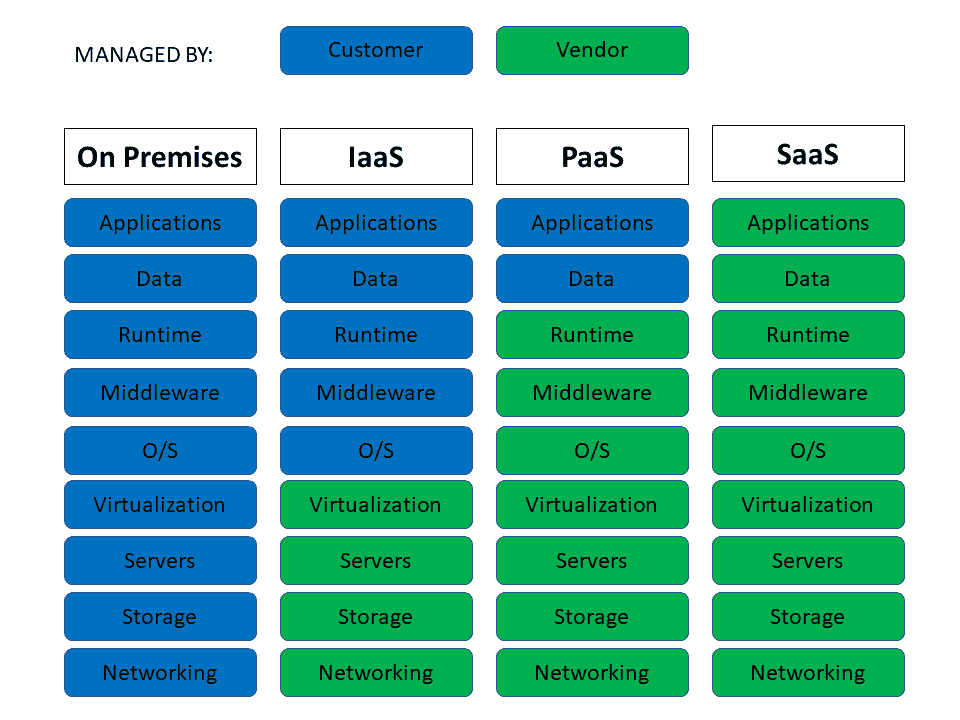 MANAGED BY: Customer Vendor
On Premises IaaS PaaS SaaS
Applications Applications Applications Applications
Data Data Data Data
Runtime Runtime Runtime Runtime
Middleware Middleware Middleware Middleware
O/S O/S O/S O/S
Virtualization Virtualization Virtualization Virtualization
Servers Servers Servers Servers
Storage Storage Storage Storage
Networking Networking Networking Networking